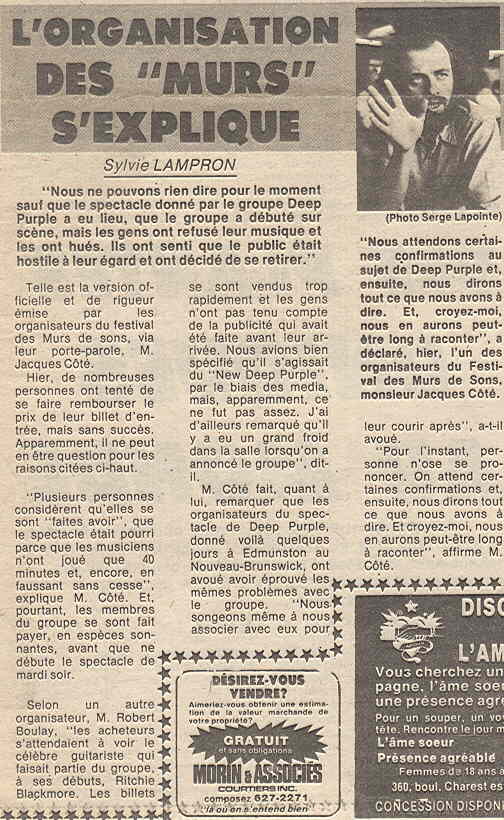 L'ORGANISATION
DES "MURS"
S'EXPLIQUE
Sylvie LAMPRON
"Nous ne pouvons rien dire pour le moment
sauf que le spectacle donné par le groupe Deep
Purple a eu lieu, que le groupe a débuté sur
scène, mais les gens ont refusé leur musique et
les ont hués. Ils ont senti que le public était
hostile à leur égard et ont décidé de se retirer."
Telle est la version of-
ficielle et de rigueur
émise par les
organisateurs du festival
des Murs de sons, via
leur porte-parole, M.
Jacques Côté.
Hier, de nombreuses
personnes ont tenté de
se faire rembourser le
prix de leur billet d'en-
trée, mais sans succès.
Apparemment, il ne peut
en être question pour les
raisons citées ci-haut.
"Plusieurs personnes
considèrent qu'elles se
sont "faites avoir", que
le spectacle était pourri
parce que les musiciens
n'ont joué que 40
minutes et, encore, en
faussant sans cesse",
explique M. Côté. Et,
pourtant, les membres
du groupe se sont fait
payer, en espèces son-
nantes, avant que ne
débute le spectacle de
mardi soir.
Selon un autre
organisateur, M. Robert
Boulay, "les acheteurs
s'attendaient à voir le
célèbre guitariste qui
faisait partie du groupe,
à ses débuts, Ritchie
Blackmore. Les billets
se sont vendus trop
rapidement et les gens
n'ont pas tenu compte
de la publicité qui avait
été faite avant leur ar-
rivée. Nous avions bien
spécifié qu'il s'agissait
du "New Deep Purple",
par le biais des media,
mais, apparemment, ce
ne fut pas assez. J'ai
d'ailleurs remarqué qu'il
y a eu un grand froid
dans la salle lorsqu'on a
annoncé le groupe", dit-
il.
M. Côté fait, quant à
lui, remarquer que les
organisateurs du spec-
tacle de Deep Purple,
donné voilà quelques
jours à Edmunston au
Nouveau-Brunswick, ont
avoué avoir éprouvé les
mêmes problèmes avec
le groupe. "Nous
songeons même à nous
associer avec eux pour
(Photo Serge Lapointe)
"Nous attendons certai-
nes confirmations au
sujet de Deep Purple et,
ensuite, nous dirons
tout ce que nous avons à
dire. Et, croyez-moi,
nous en aurons peut-
être long à raconter", a
déclaré, hier, l'un des
organisateurs du Festi-
val des Murs de Sons,
monsieur Jacques Côté.
leur courir après", a-t-il
avoué.
"Pour l'instant, per-
sonne n'ose se pro-
noncer. On attend cer-
taines confirmations et,
ensuite, nous dirons tout
ce que nous avons à
dire. Et croyez-moi, nous
en aurons peut-être long
à raconter", affirme M.
Côté.
DÉSIREZ-VOUS
VENDRE?
Aimeriez-vous obtenir une estima-
tion de la valeur marchande de
votre propriété?
GRATUIT
et sans obligations
MORIN & ASSOCIÉS
COURTIERS INC.
composez 627-2271
là où on s'entend bien
DISC
L'AM
Vous cherchez un
pagne, l'âme soe
une présence agré
Pour un souper, un vo
tête. Rencontre le jour m
L'âme soeur
Présence agréable
Femmes de 18 ans
360, boul. Charest es
CONCESSION DISPON